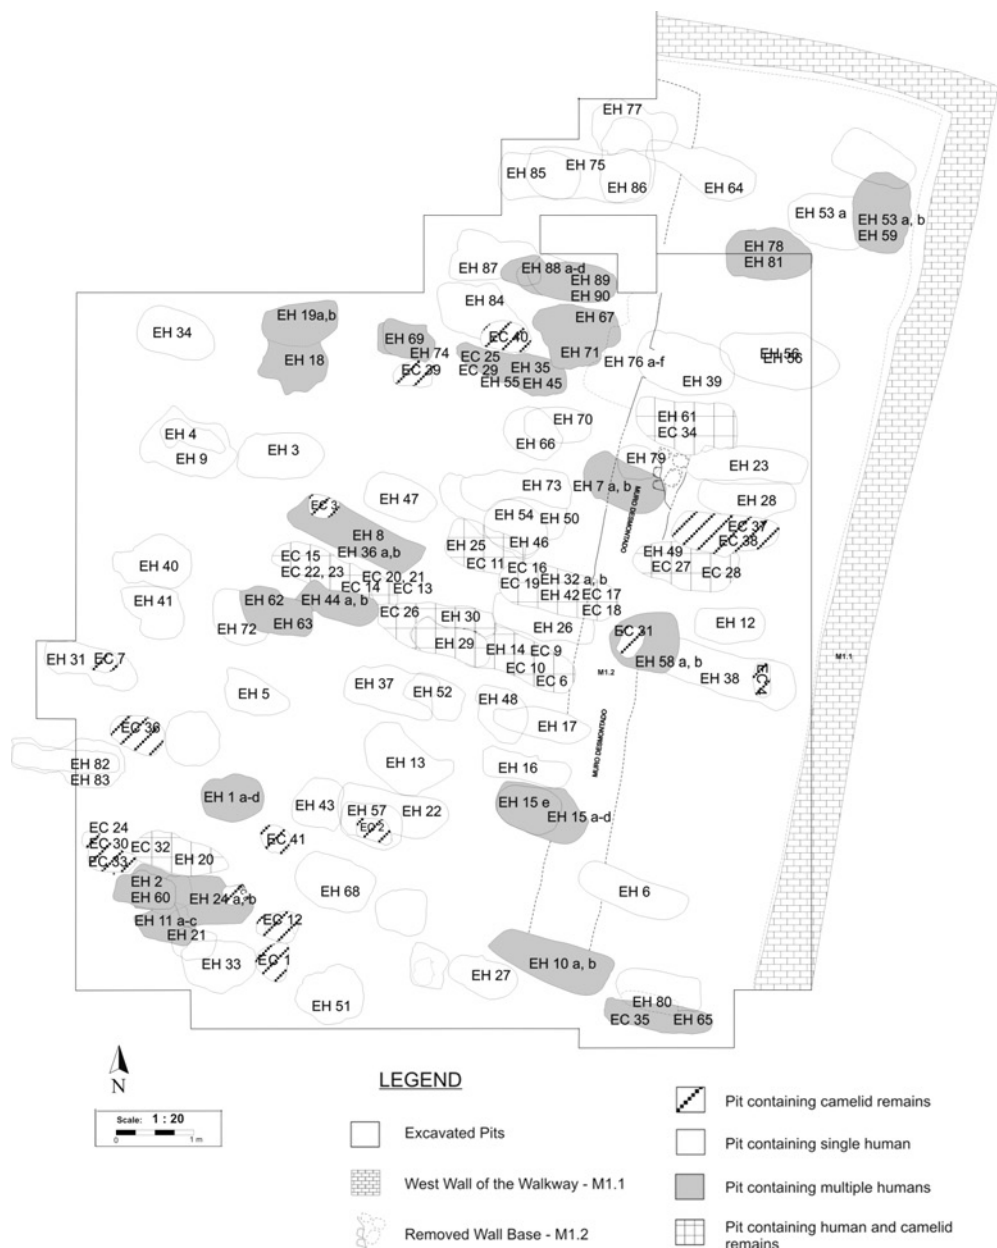 EH 77
EH 75
EH 85
EH 86
EH 64
EH 53 a
EH 53 a, b
EH 59
EH 78
EH 81
EH 87
EH 88 a-d
EH 89
EH 90
EH 84
EH 67
EH 19a,b
EH 34
EH 69
EC 40
EH 74
EH 18
EC 39
EC 25
EC 29
EH 35
EH 71
EH 55
EH 45
EH 76 a-f
EH 56
EH 56
EH 39
EH 61
EC 34
EH 70
EH 66
EH 4
EH 9
EH 3
EH 79
EH 23
EH 73
EH 7 a, b
MURO DESMONTADO
EH 47
EH 28
EC 3
EH 54
EH 50
EC 37
EC 38
EH 8
EH 36 a,b
EH 25
EH 46
EH 49
EC 27
EC 28
EC 15
EC 22, 23
EC 11
EC 16
EC 19
EH 32 a, b
EH 40
EC 20, 21
EC 14
EC 13
EH 42
EC 17
EC 18
EH 41
EH 62
EH 44 a, b
EC 26
EH 30
EH 63
EH 72
EH 26
EH 12
EC 31
EH 29
EH 14
EC 9
EC 10
EC 6
EH 58 a, b
EH 31
EC 7
M1.1
M1.2
EH 38
EC 4
EH 5
EH 37
EH 52
EH 48
EH 17
EC 36
MURO DESMONTADO
EH 82
EH 83
EH 13
EH 16
EH 1 a-d
EH 43
EH 57
EH 22
EC 2
EH 15 e
EH 15 a-d
EC 24
EC 30
EC 33
EC 32
EC 41
EH 20
EH 2
EH 60
EH 24 a, b
EH 68
EH 6
EH 11 a-c
EH 21
EC 12
EH 33
EC 1
EH 51
EH 27
EH 10 a, b
EH 80
EC 35
EH 65
N
Scale: 1 : 20
0 1 m
LEGEND
Excavated Pits
West Wall of the Walkway - M1.1
Removed Wall Base - M1.2
Pit containing camelid remains
Pit containing single human
Pit containing multiple humans
Pit containing human and camelid
remains